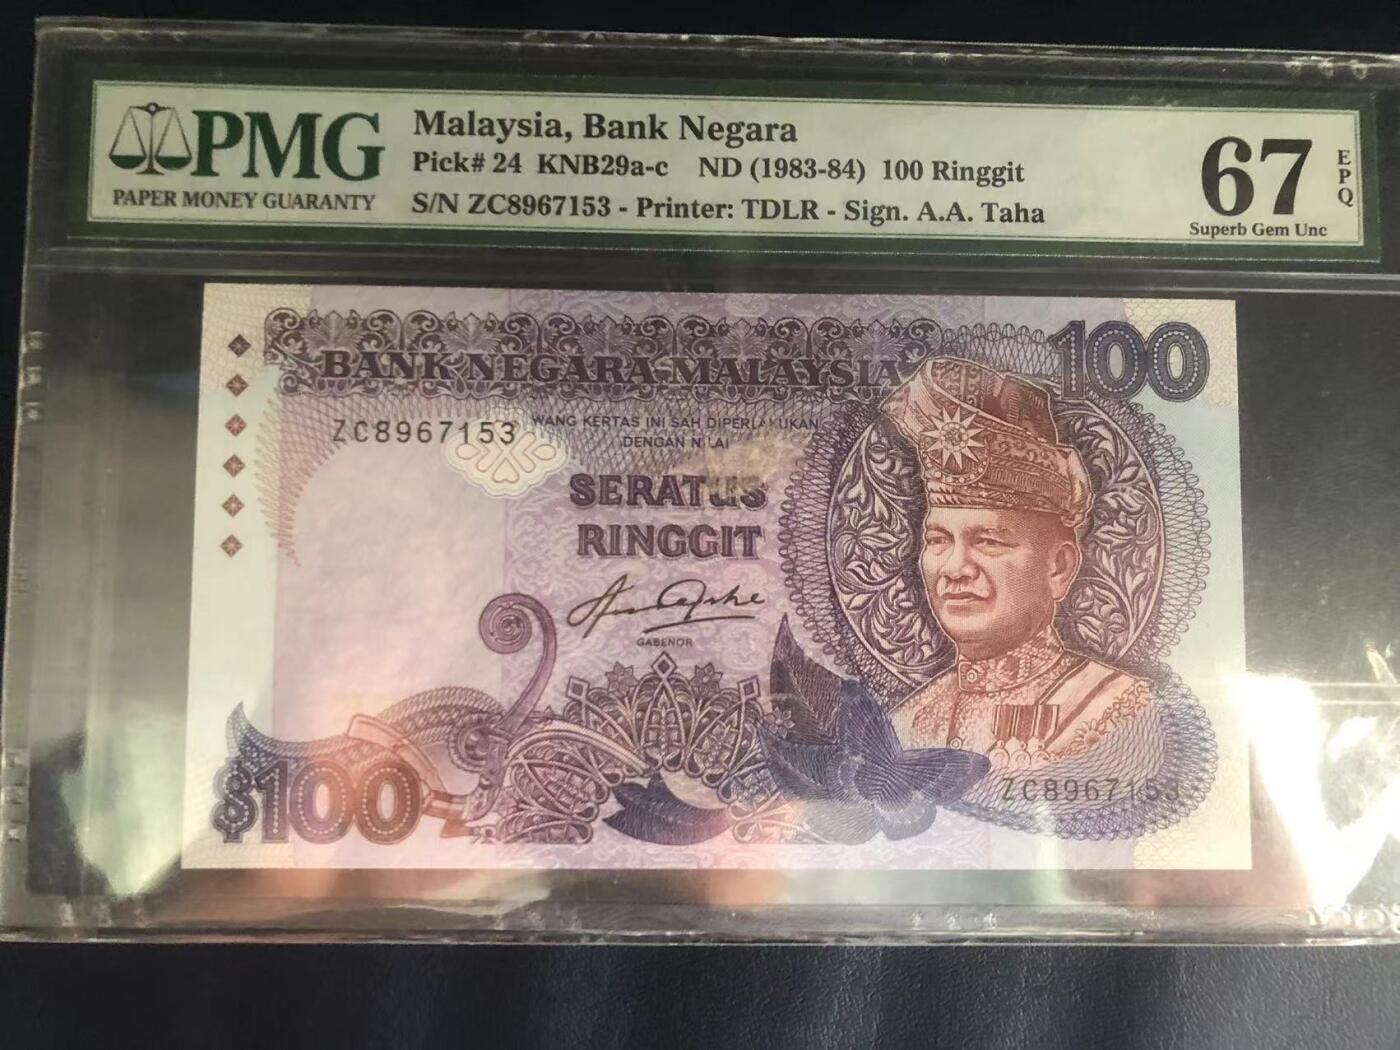 PMG
PAPER MONEY GUARANTY
Malaysia, Bank Negara
Pick# 24 KNB29a-c ND (1983-84) 100 Ringgit
S/N ZC8967153 - Printer: TDLR - Sign. A.A. Taha
67
EPQ
Superb Gem Unc
BANK NEGARA MALAYSIA
100
ZC8967153
WANG KERTAS INI SAH DIPERLAKUKAN
DENGAN NILAI
SERATUS
RINGGIT
GABENOR
$100
ZC8967153